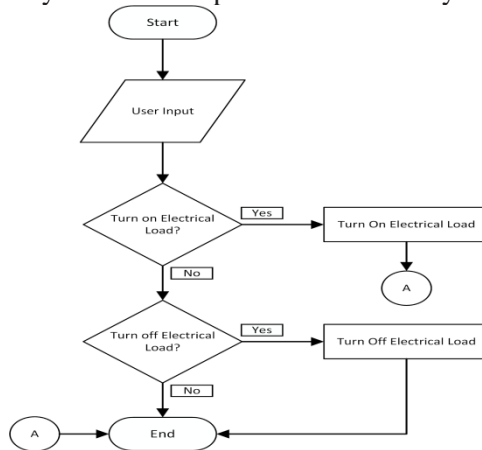 Start
User Input
Turn on Electrical
Load?
Yes
Turn On Electrical Load
A
No
Turn off Electrical
Load?
Yes
Turn Off Electrical Load
No
A
End